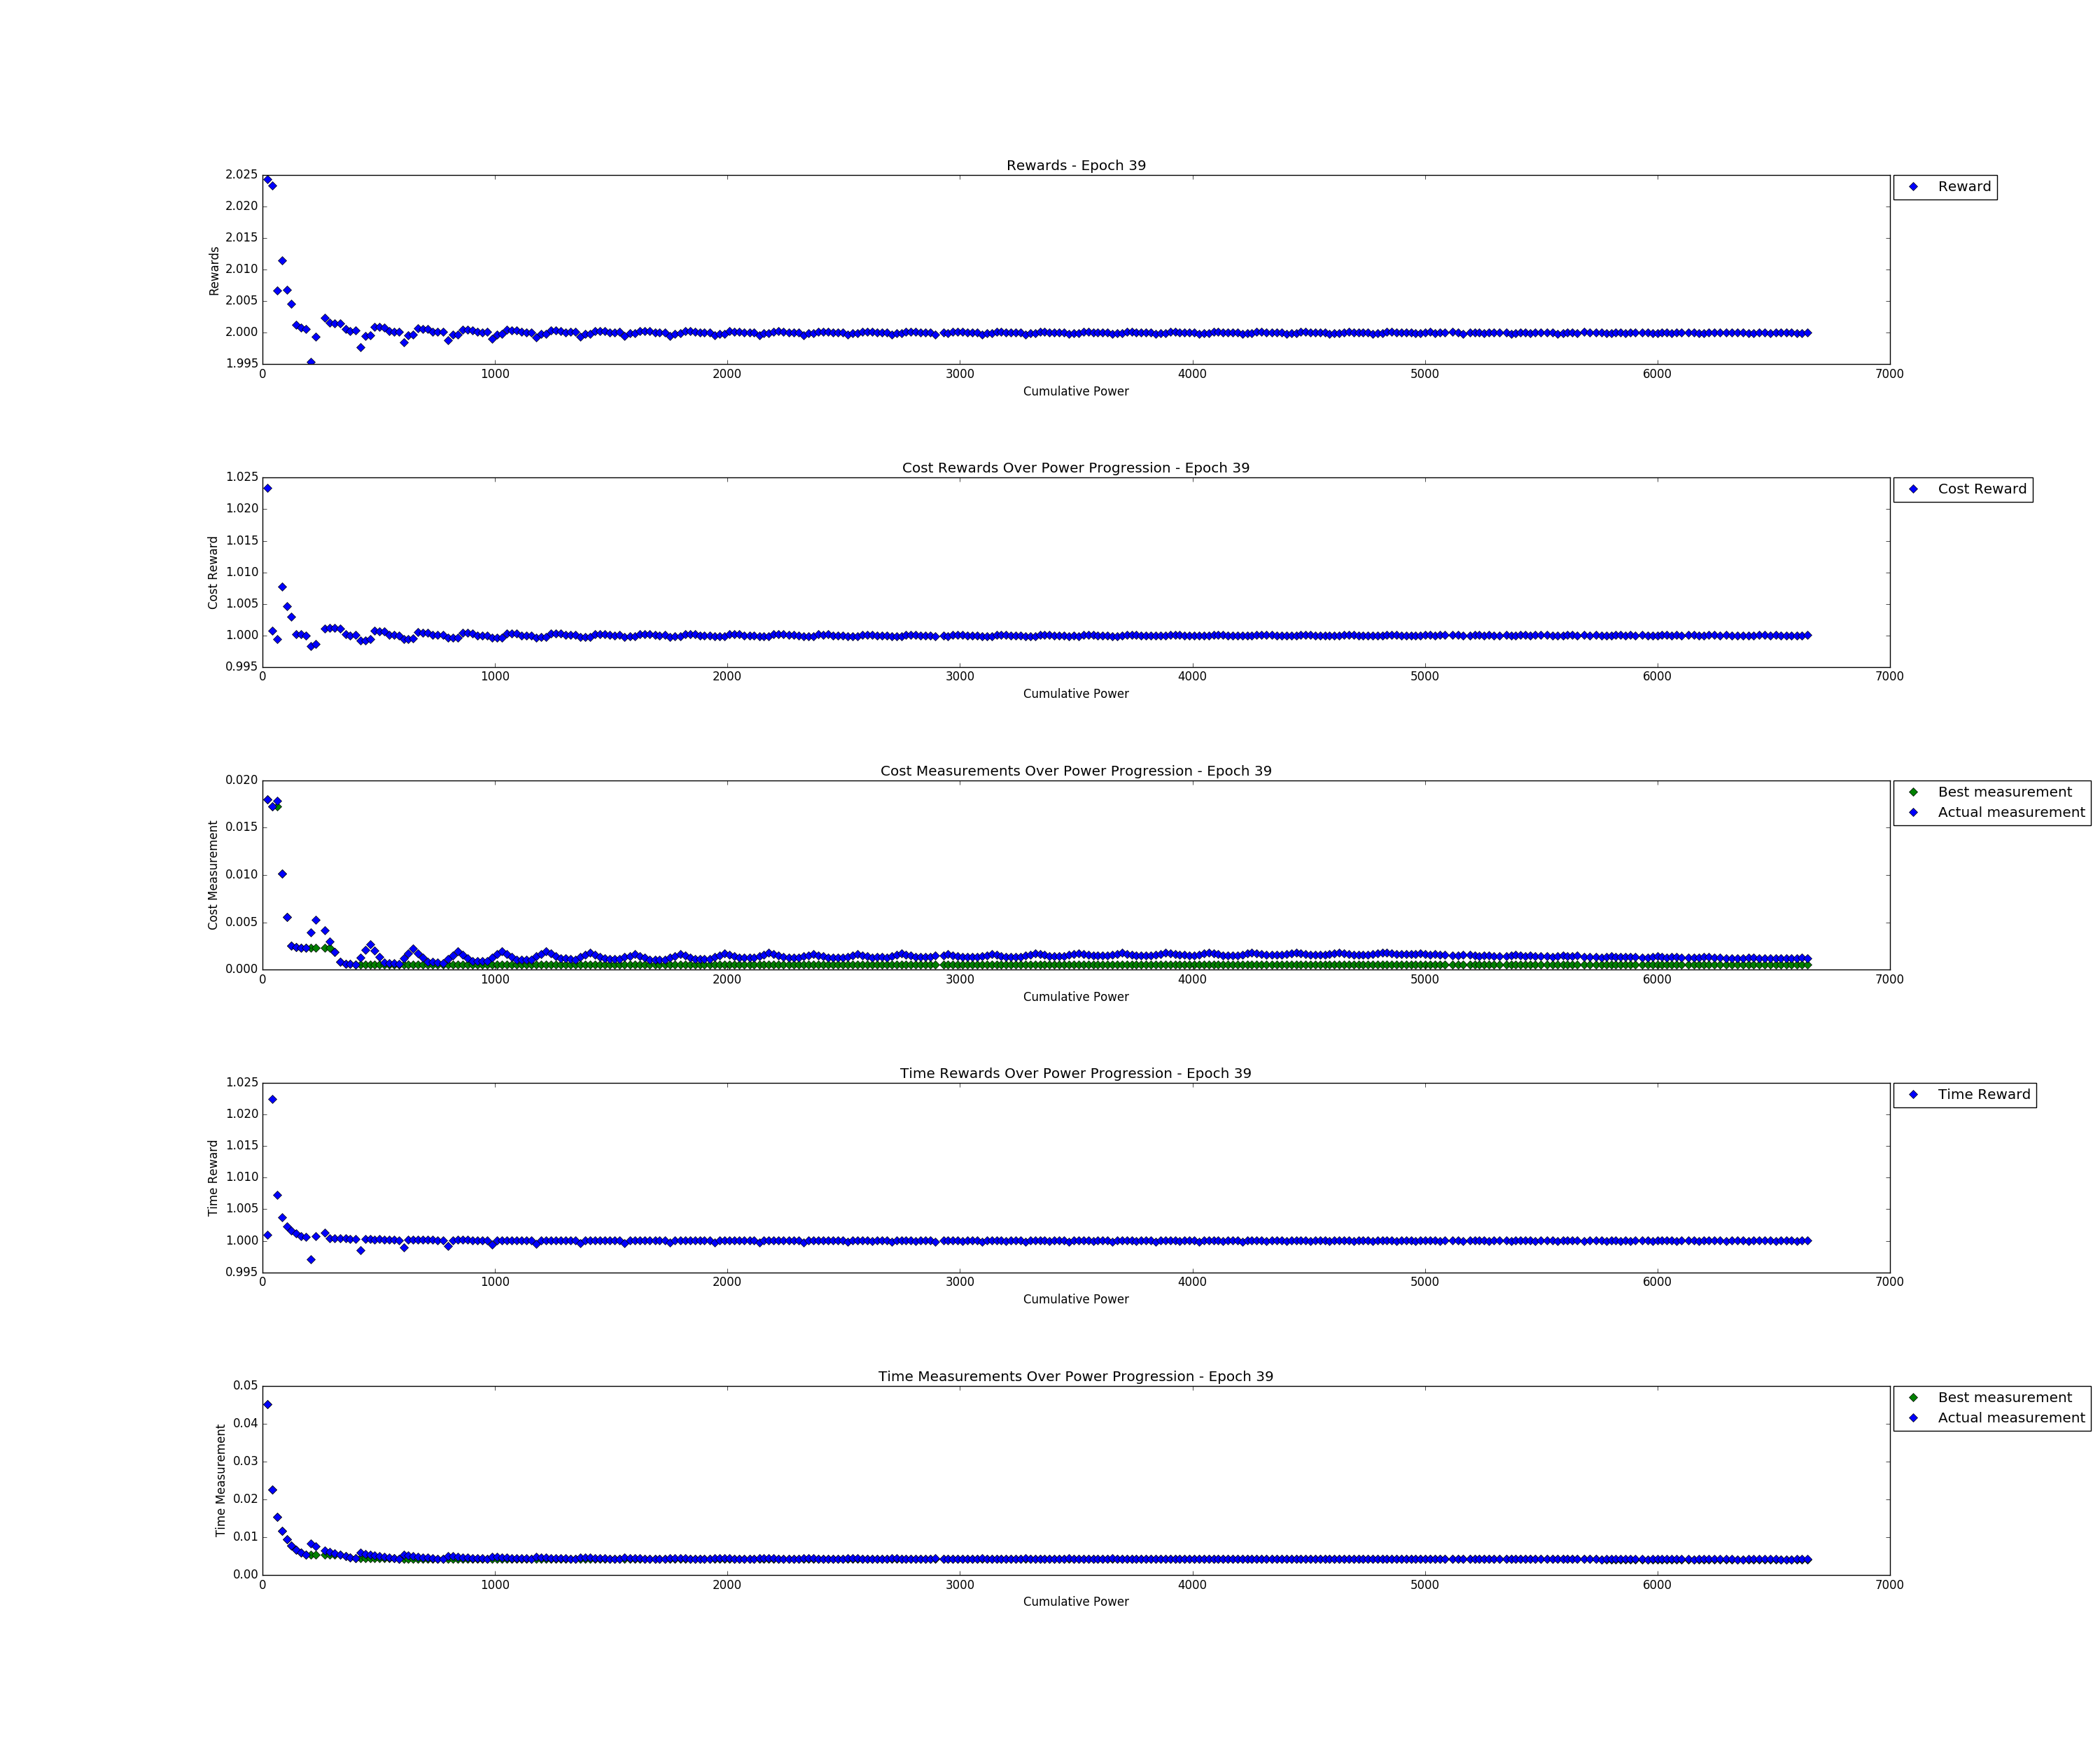 Rewards - Epoch 39
2.025
2.020
2.015
2.010
2.005
2.000
1.995
Rewards
0 1000 2000 3000 4000 5000 6000 7000
Cumulative Power
Reward
Cost Rewards Over Power Progression - Epoch 39
1.025
1.020
1.015
1.010
1.005
1.000
0.995
Cost Reward
0 1000 2000 3000 4000 5000 6000 7000
Cumulative Power
Cost Reward
Cost Measurements Over Power Progression - Epoch 39
0.020
0.015
0.010
0.005
0.000
Cost Measurement
0 1000 2000 3000 4000 5000 6000 7000
Cumulative Power
Best measurement
Actual measurement
Time Rewards Over Power Progression - Epoch 39
1.025
1.020
1.015
1.010
1.005
1.000
0.995
Time Reward
0 1000 2000 3000 4000 5000 6000 7000
Cumulative Power
Time Reward
Time Measurements Over Power Progression - Epoch 39
0.05
0.04
0.03
0.02
0.01
0.00
Time Measurement
0 1000 2000 3000 4000 5000 6000 7000
Cumulative Power
Best measurement
Actual measurement